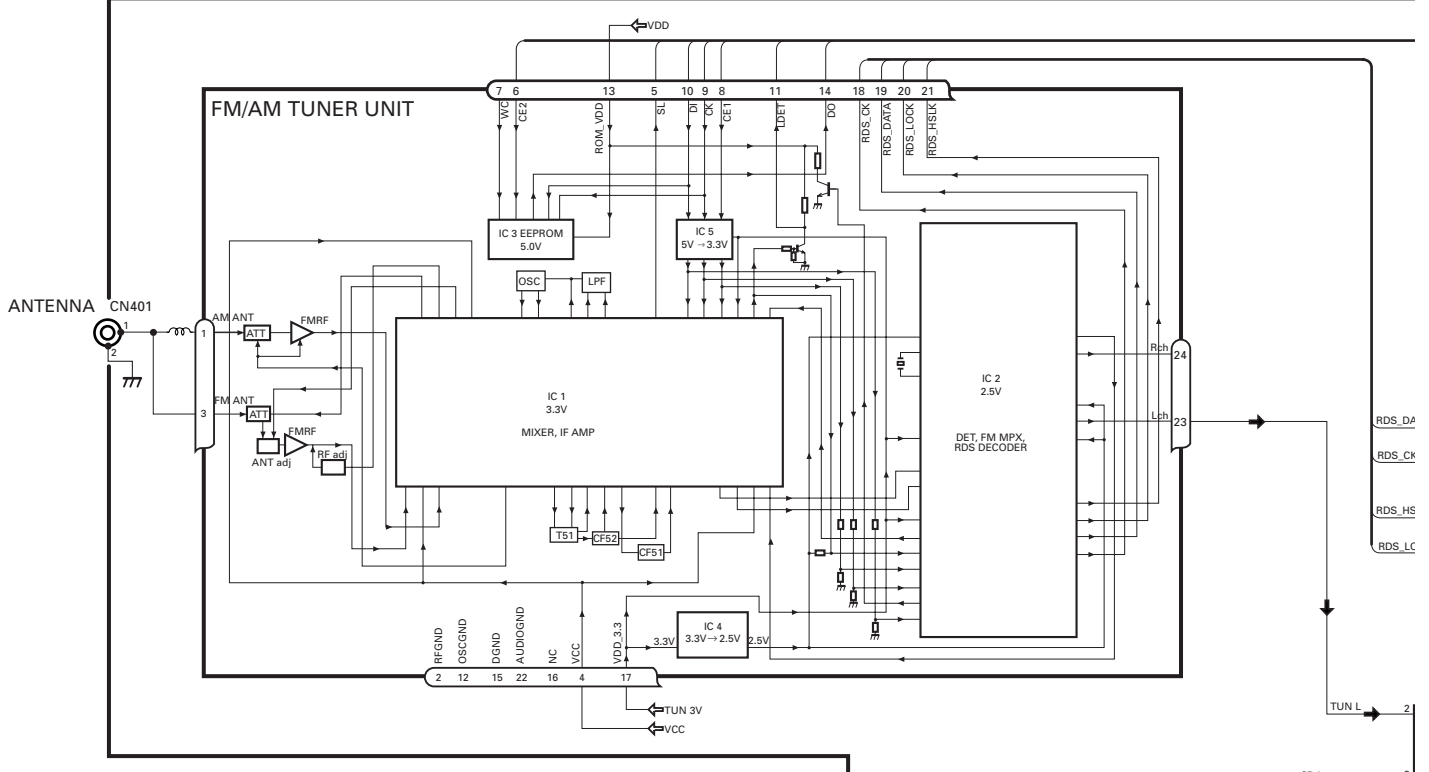 VDD
7 6 13 5 10 9 8 11 14 18 19 20 21
FM/AM TUNER UNIT
WC
CE2
ROM_VDD
SL
DI
CK
CE1
LDET
DO
RDS_CK
RDS_DATA
RDS_LOCK
RDS_HSLK
IC 3 EEPROM
5.0V
IC 5
5V→3.3V
OSC
LPF
ANTENNA
CN401
1
2
1
AM ANT
ATT
FMRF
3
FM ANT
ATT
FMRF
ANT adj
RF adj
IC 1
3.3V
MIXER, IF AMP
T51
CF52
CF51
IC 2
2.5V
DET, FM MPX,
RDS DECODER
Rch
24
Lch
23
RDS_DA
RDS_CK
RDS_HS
RDS_LO
IC 4
3.3V→2.5V
3.3V
2.5V
RFGND
OSCGND
DGND
AUDIOGND
NC
VCC
VDD_3.3
2 12 15 22 16 4 17
TUN 3V
VCC
TUN L
2